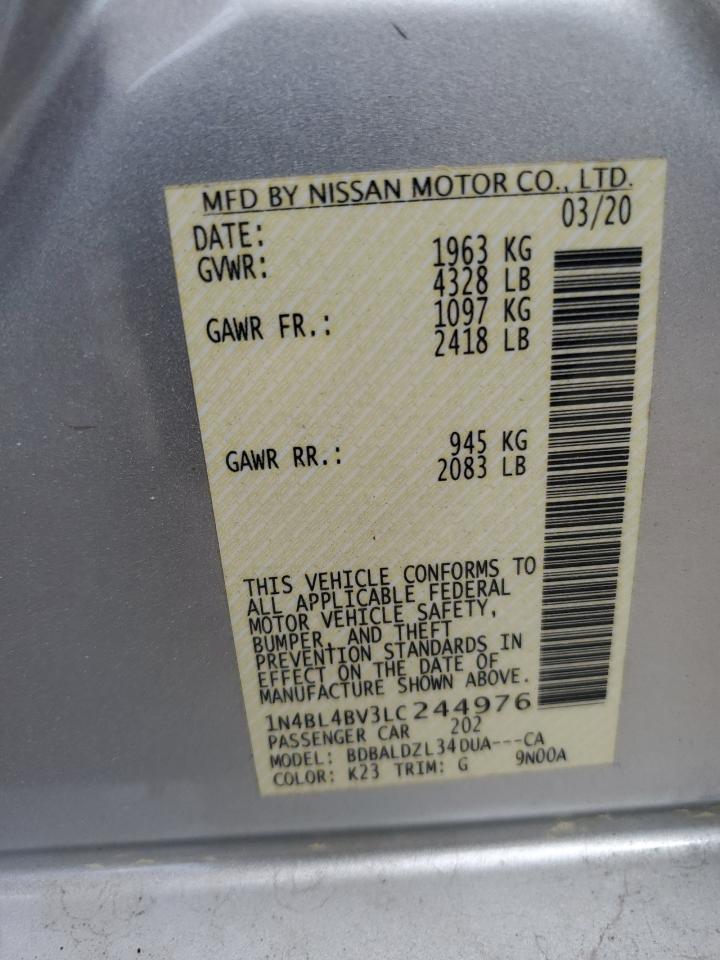 MFD BY NISSAN MOTOR CO., LTD.
DATE: 03/20
GVWR: 1963 KG
4328 LB
GAWR FR.: 1097 KG
2418 LB
GAWR RR.: 945 KG
2083 LB
THIS VEHICLE CONFORMS TO
ALL APPLICABLE FEDERAL
MOTOR VEHICLE SAFETY,
BUMPER, AND THEFT
PREVENTION STANDARDS IN
EFFECT ON THE DATE OF
MANUFACTURE SHOWN ABOVE.
1N4BL4BV3LC244976
PASSENGER CAR 202
MODEL: BDBALDZL34DUA---CA
COLOR: K23 TRIM: G 9N00A